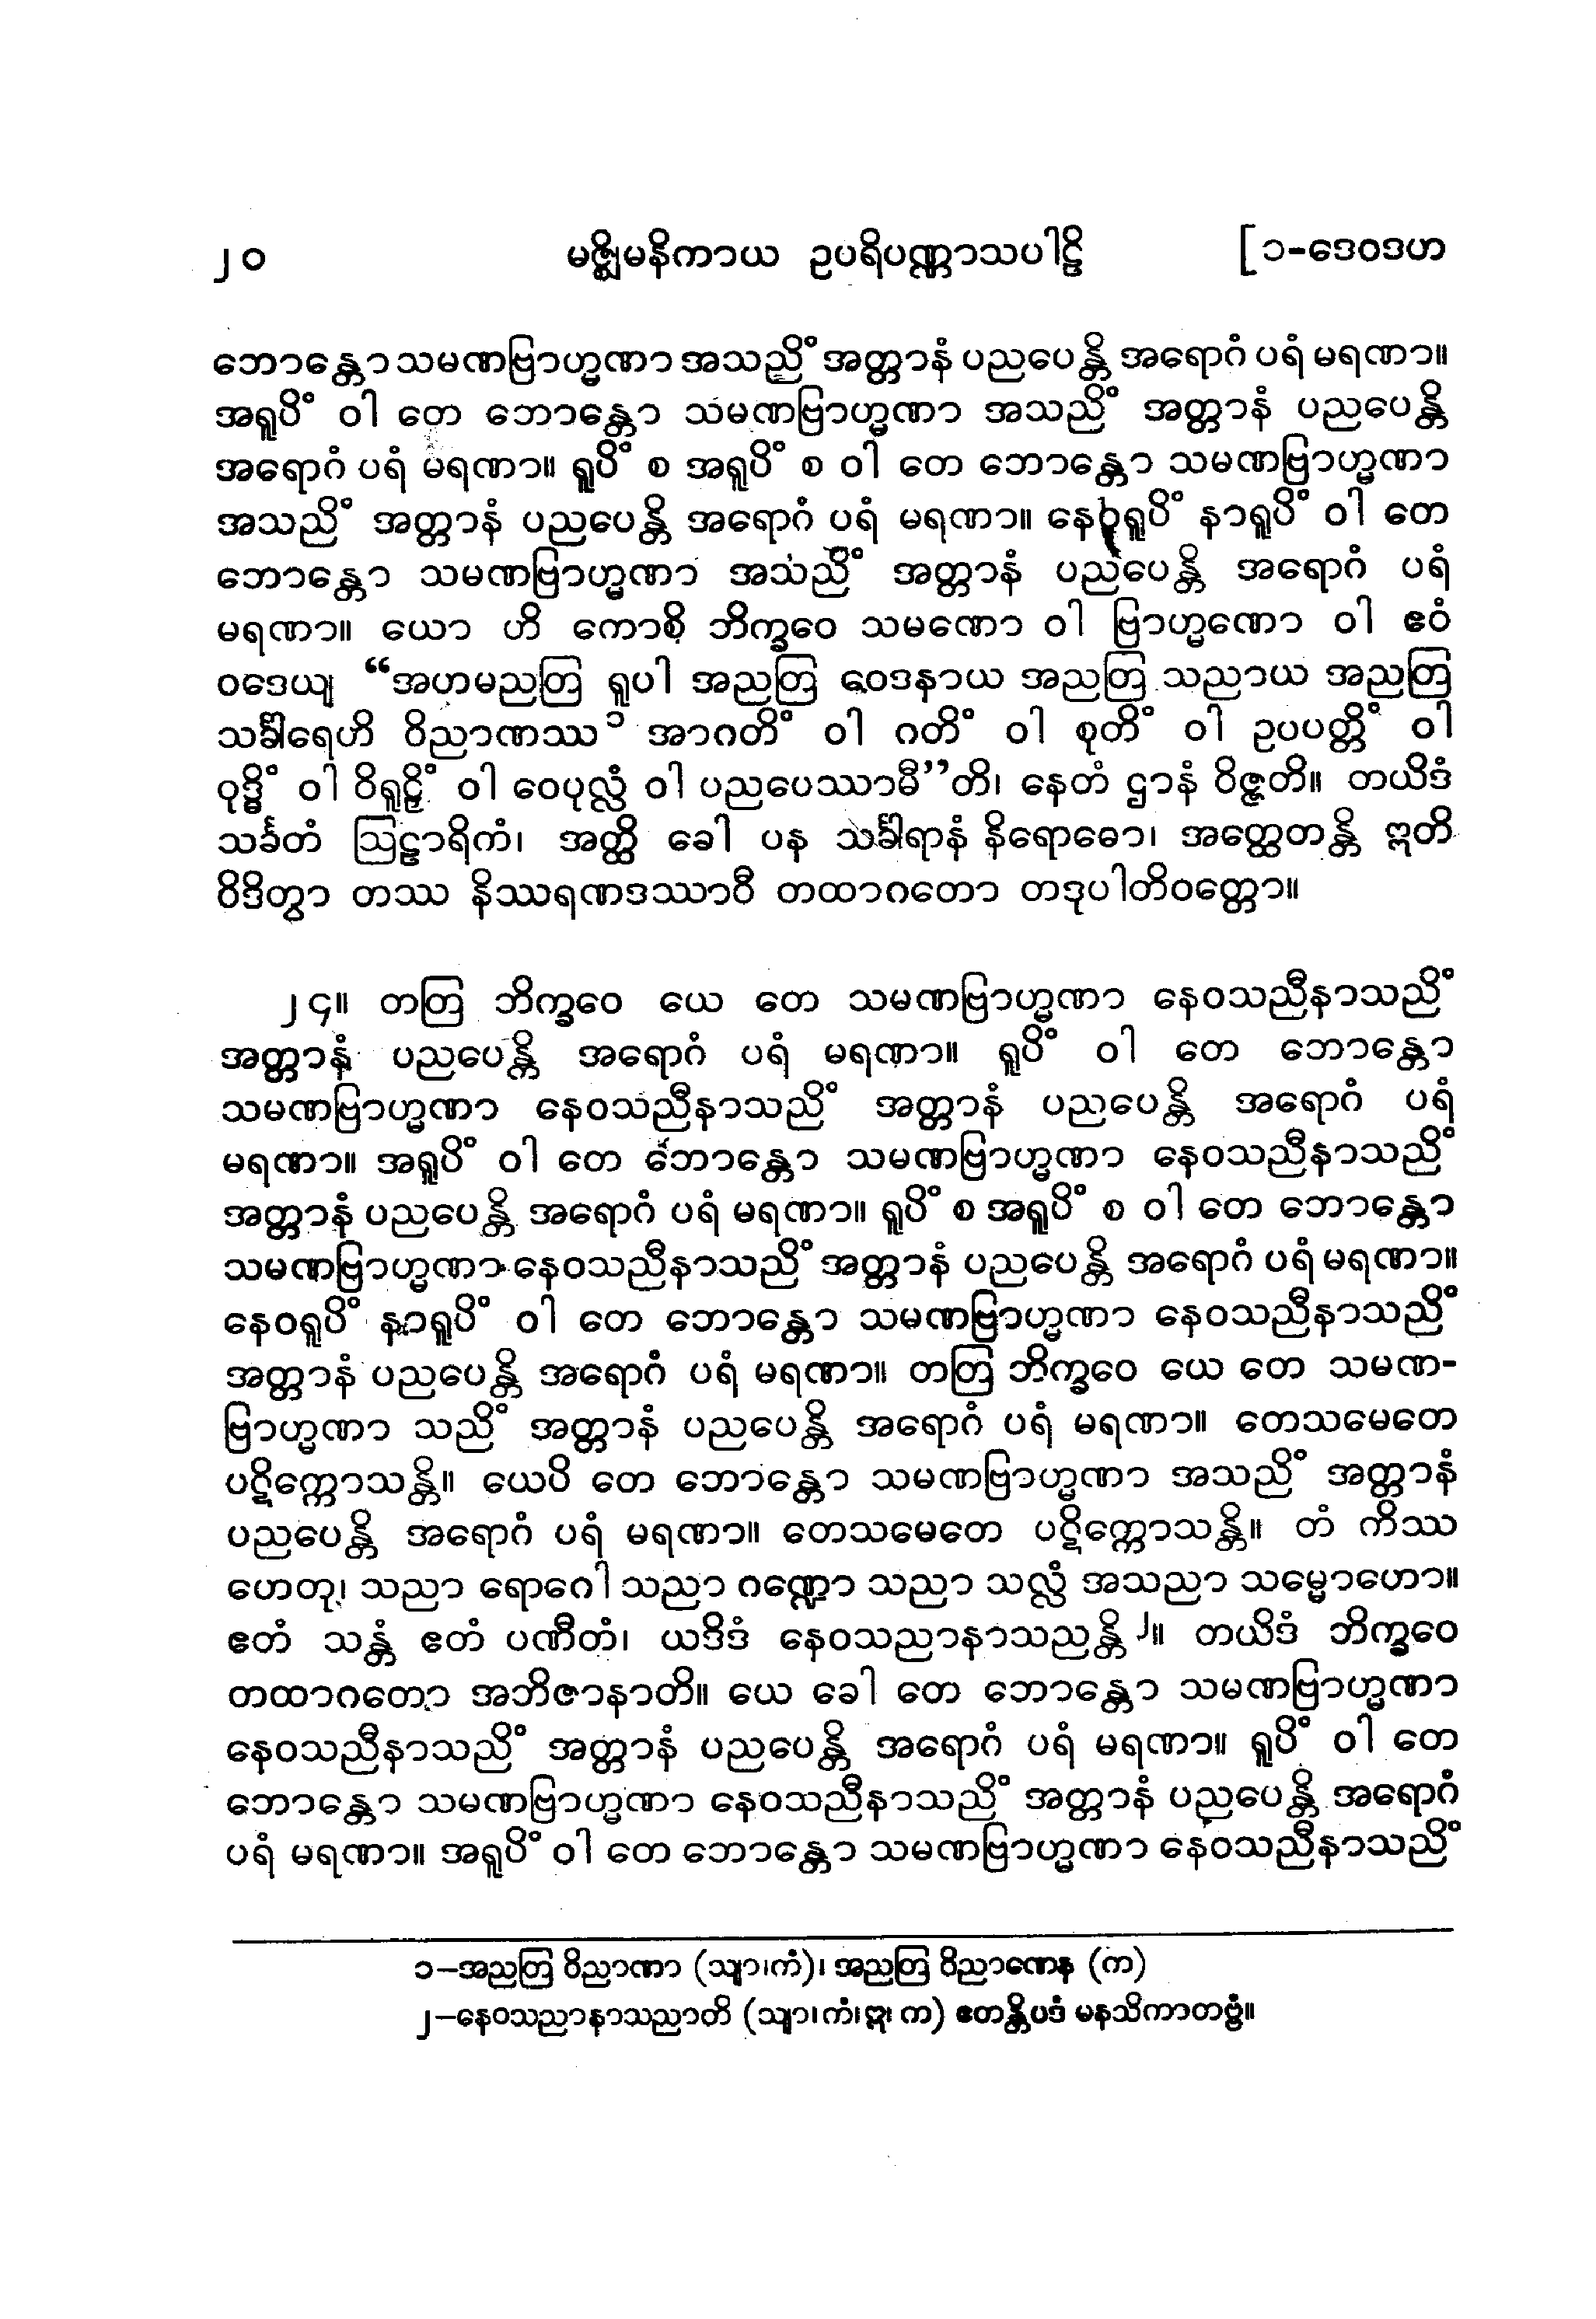 ၂၀ မဇ္ဈိမနိကာယ ဥပရိပဏ္ဏာသပါဠိ [၁-ဒေဝဒဟ
ဘောန္တော သမဏဗြာဟ္မဏာ အသညိံ အတ္တာနံ ပညပေန္တိ အရောဂံ ပရံ မရဏာ။
အရူပိံ ဝါ တေ ဘောန္တော သမဏဗြာဟ္မဏာ အသညိံ အတ္တာနံ ပညပေန္တိ
အရောဂံ ပရံ မရဏာ။ ရူပိံ စ အရူပိံ စ ဝါ တေ ဘောန္တော သမဏဗြာဟ္မဏာ
အသညိံ အတ္တာနံ ပညပေန္တိ အရောဂံ ပရံ မရဏာ။ နေဝရူပိံ နာရူပိံ ဝါ တေ
ဘောန္တော သမဏဗြာဟ္မဏာ အသညိံ အတ္တာနံ ပညပေန္တိ အရောဂံ ပရံ
မရဏာ။ ယော ဟိ ကောစိ ဘိက္ခဝေ သမဏော ဝါ ဗြာဟ္မဏော ဝါ ဧဝံ
ဝဒေယျ “အဟမညတြ ရူပါ အညတြ ဝေဒနာယ အညတြ သညာယ အညတြ
သင်္ခါရေဟိ ဝိညာဏဿ ၁ အာဂတိံ ဝါ ဂတိံ ဝါ စုတိံ ဝါ ဥပပတ္တိံ ဝါ
ဝုဒ္ဓိံ ဝါ ဝိရူဠှိံ ဝါ ဝေပုလ္လံ ဝါ ပညပေဿာမီ”တိ၊ နေတံ ဌာနံ ဝိဇ္ဇတိ။ တယိဒံ
သင်္ခတံ ဩဠာရိကံ၊ အတ္ထိ ခေါ ပန သင်္ခါရာနံ နိရောဓော၊ အတ္ထေတန္တိ ဣတိ
ဝိဒိတွာ တဿ နိဿရဏဒဿာဝီ တထာဂတော တဒုပါတိဝတ္တော။
၂၄။ တတြ ဘိက္ခဝေ ယေ တေ သမဏဗြာဟ္မဏာ နေဝသညီနာသညိံ
အတ္တာနံ ပညပေန္တိ အရောဂံ ပရံ မရဏာ။ ရူပိံ ဝါ တေ ဘောန္တော
သမဏဗြာဟ္မဏာ နေဝသညီနာသညိံ အတ္တာနံ ပညပေန္တိ အရောဂံ ပရံ
မရဏာ။ အရူပိံ ဝါ တေ ဘောန္တော သမဏဗြာဟ္မဏာ နေဝသညီနာသညိံ
အတ္တာနံ ပညပေန္တိ အရောဂံ ပရံ မရဏာ။ ရူပိံ စ အရူပိံ စ ဝါ တေ ဘောန္တော
သမဏဗြာဟ္မဏာ နေဝသညီနာသညိံ အတ္တာနံ ပညပေန္တိ အရောဂံ ပရံ မရဏာ။
နေဝရူပိံ နာရူပိံ ဝါ တေ ဘောန္တော သမဏဗြာဟ္မဏာ နေဝသညီနာသညိံ
အတ္တာနံ ပညပေန္တိ အရောဂံ ပရံ မရဏာ။ တတြ ဘိက္ခဝေ ယေ တေ သမဏ-
ဗြာဟ္မဏာ သညိံ အတ္တာနံ ပညပေန္တိ အရောဂံ ပရံ မရဏာ။ တေသမေတေ
ပဋိက္ကောသန္တိ။ ယေပိ တေ ဘောန္တော သမဏဗြာဟ္မဏာ အသညိံ အတ္တာနံ
ပညပေန္တိ အရောဂံ ပရံ မရဏာ။ တေသမေတေ ပဋိက္ကောသန္တိ။ တံ ကိဿ
ဟေတု၊ သညာ ရောဂေါ သညာ ဂဏ္ဍော သညာ သလ္လံ အသညာ သမ္မောဟော။
ဧတံ သန္တံ ဧတံ ပဏီတံ၊ ယဒိဒံ နေဝသညာနာသညန္တိ ၂။ တယိဒံ ဘိက္ခဝေ
တထာဂတော အဘိဇာနာတိ။ ယေ ခေါ တေ ဘောန္တော သမဏဗြာဟ္မဏာ
နေဝသညီနာသညိံ အတ္တာနံ ပညပေန္တိ အရောဂံ ပရံ မရဏာ။ ရူပိံ ဝါ တေ
ဘောန္တော သမဏဗြာဟ္မဏာ နေဝသညီနာသညိံ အတ္တာနံ ပညပေန္တိ အရောဂံ
ပရံ မရဏာ။ အရူပိံ ဝါ တေ ဘောန္တော သမဏဗြာဟ္မဏာ နေဝသညီနာသညိံ
၁–အညတြ ဝိညာဏာ (သျာ၊ကံ)၊ အညတြ ဝိညာဏေန (က)
၂–နေဝသညာနာသညာတိ (သျာ၊ကံ၊ဣ၊ က) ဧတန္တိပဒံ မနသိကာတဗ္ဗံ။